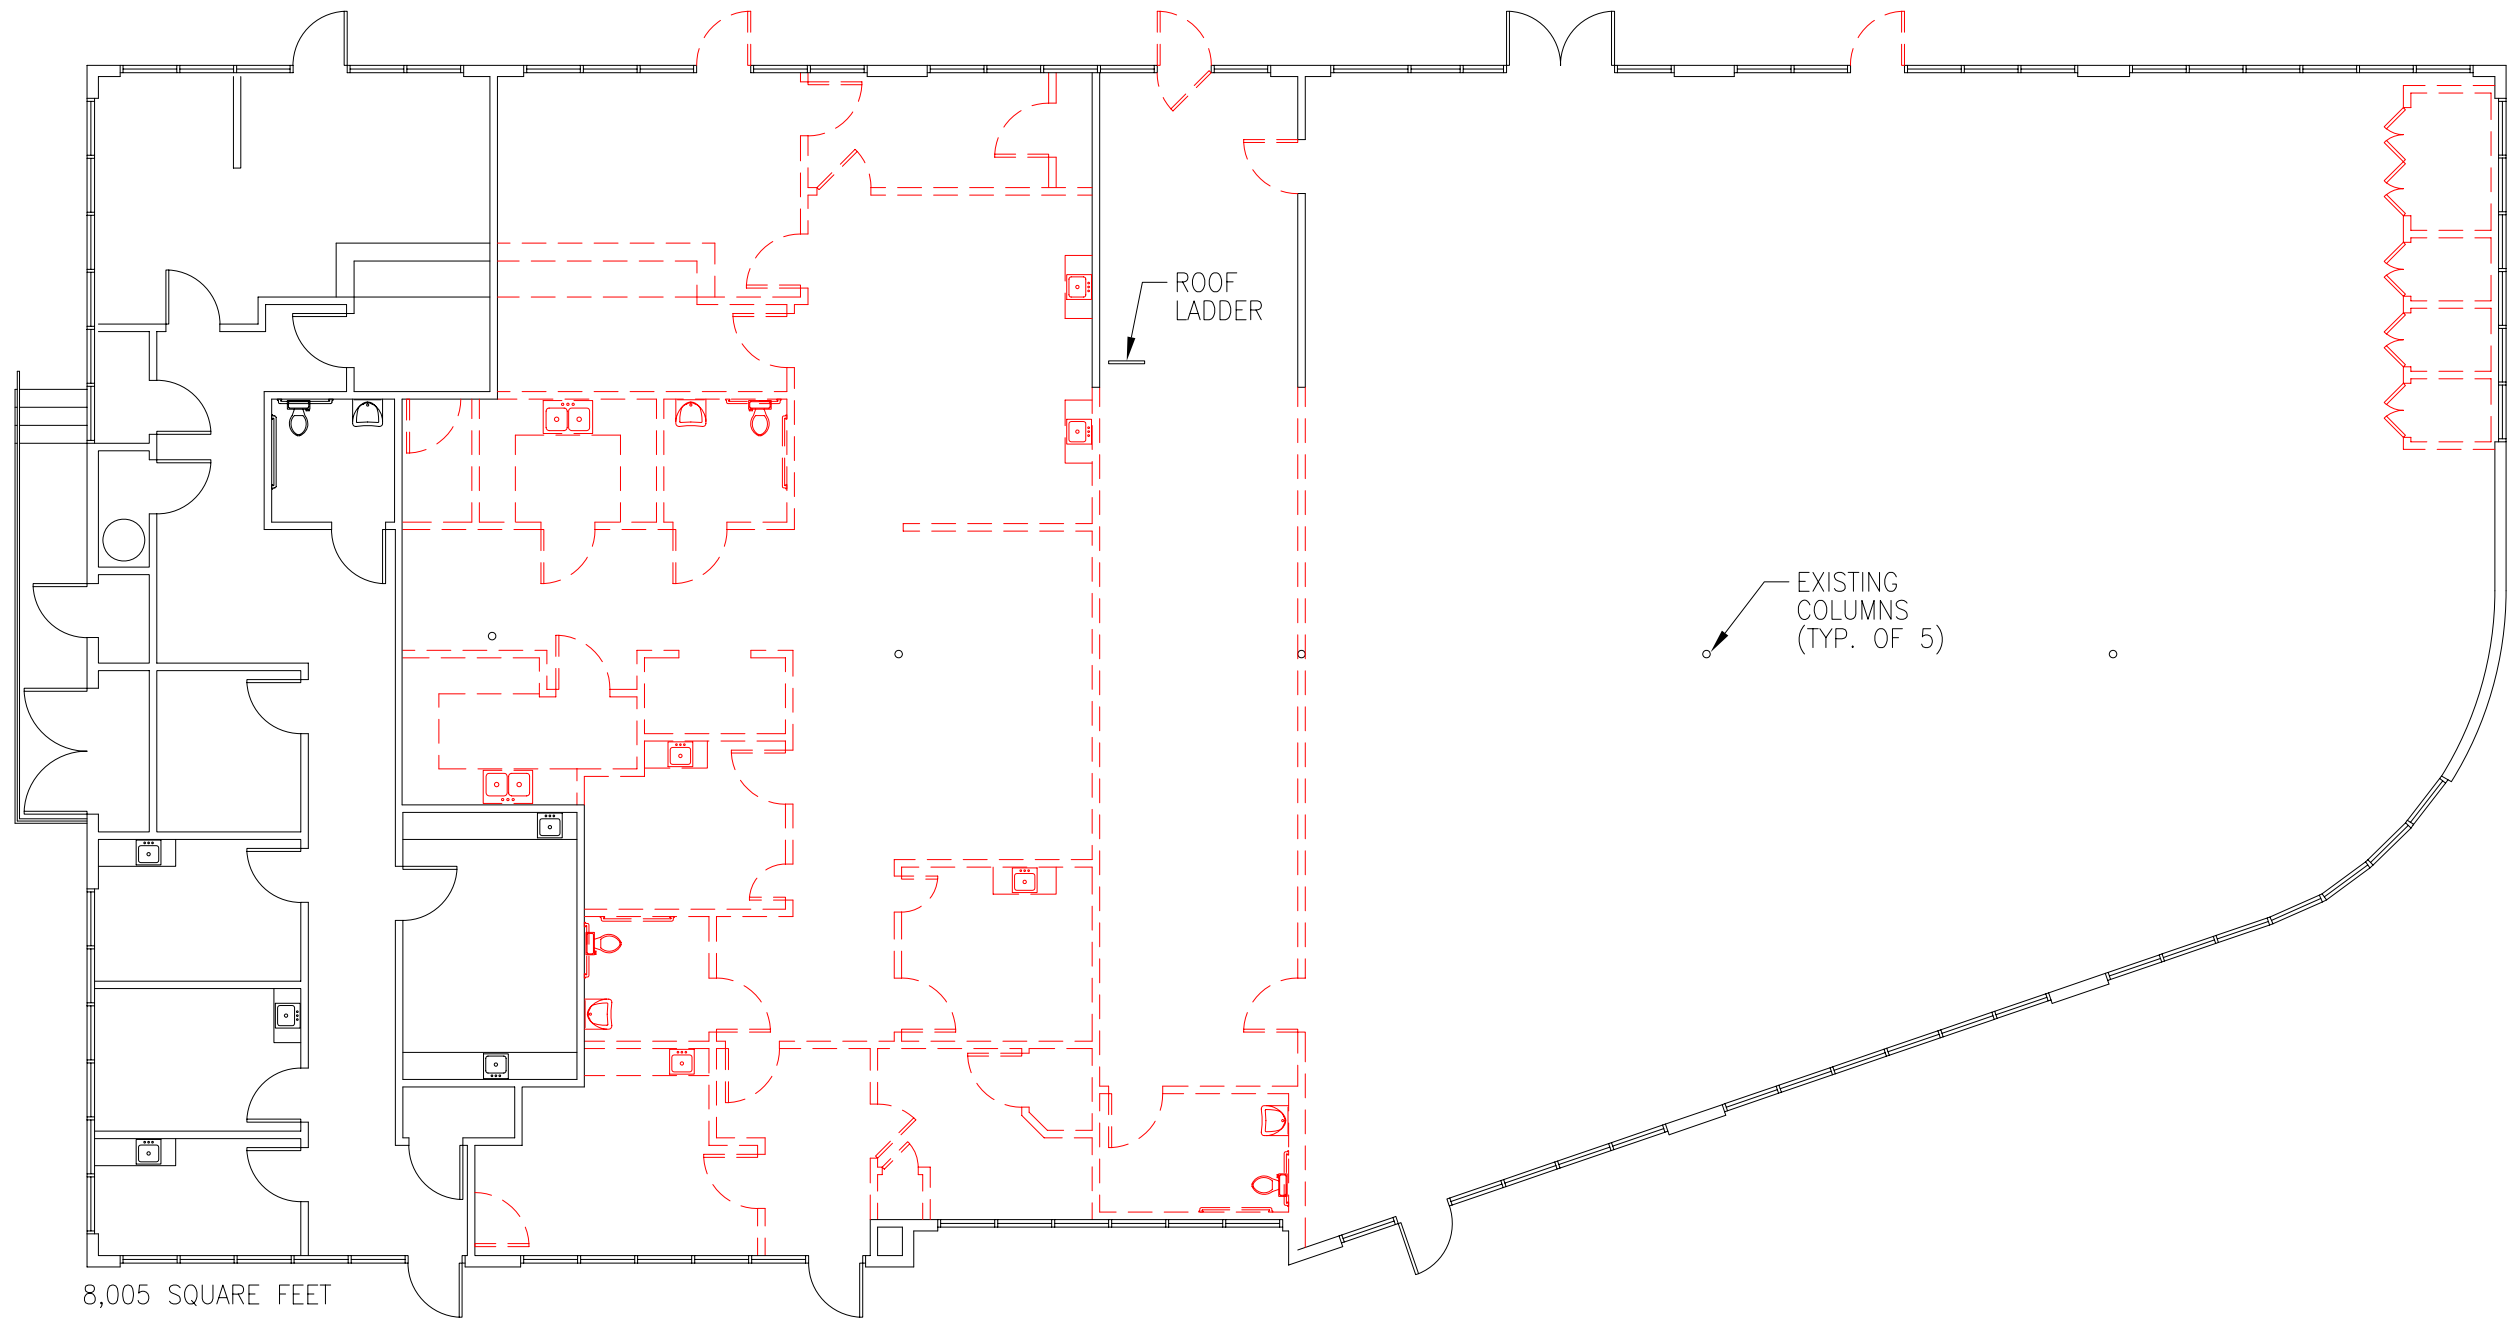 ROOF
LADDER
EXISTING
COLUMNS
(TYP. OF 5)
8,005 SQUARE FEET